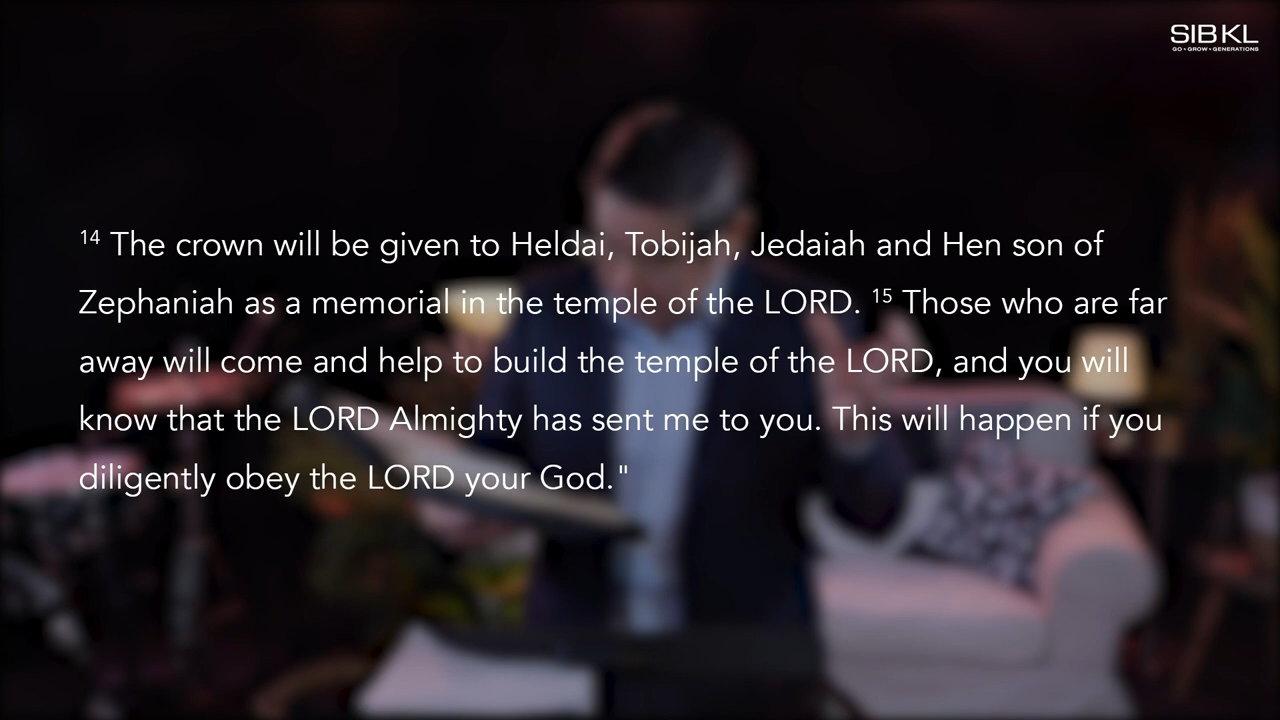 SIBKL
GO • GROW • GENERATIONS
14 The crown will be given to Heldai, Tobijah, Jedaiah and Hen son of
Zephaniah as a memorial in the temple of the LORD. 15 Those who are far
away will come and help to build the temple of the LORD, and you will
know that the LORD Almighty has sent me to you. This will happen if you
diligently obey the LORD your God."